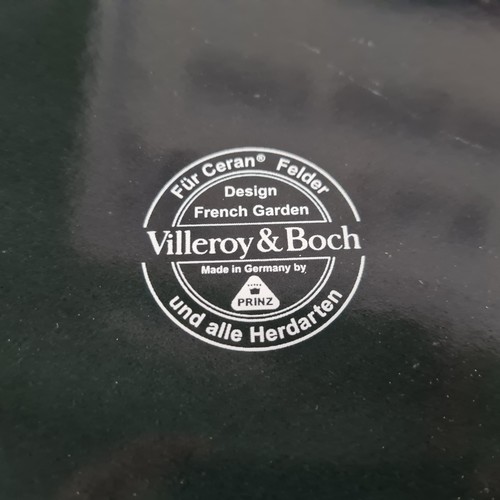 Für Ceran® Felder
Design
French Garden
Villeroy & Boch
Made in Germany by
PRINZ
und alle Herdarten